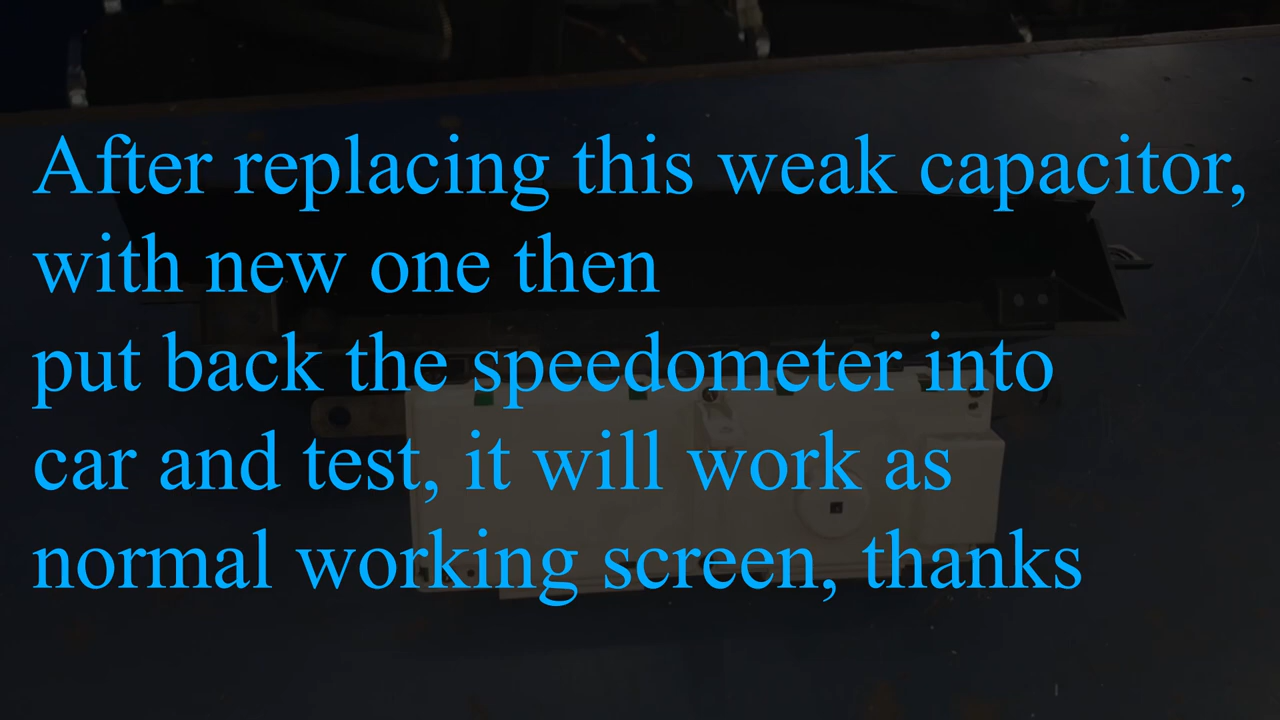 After replacing this weak capacitor,
with new one then
put back the speedometer into
car and test, it will work as
normal working screen, thanks